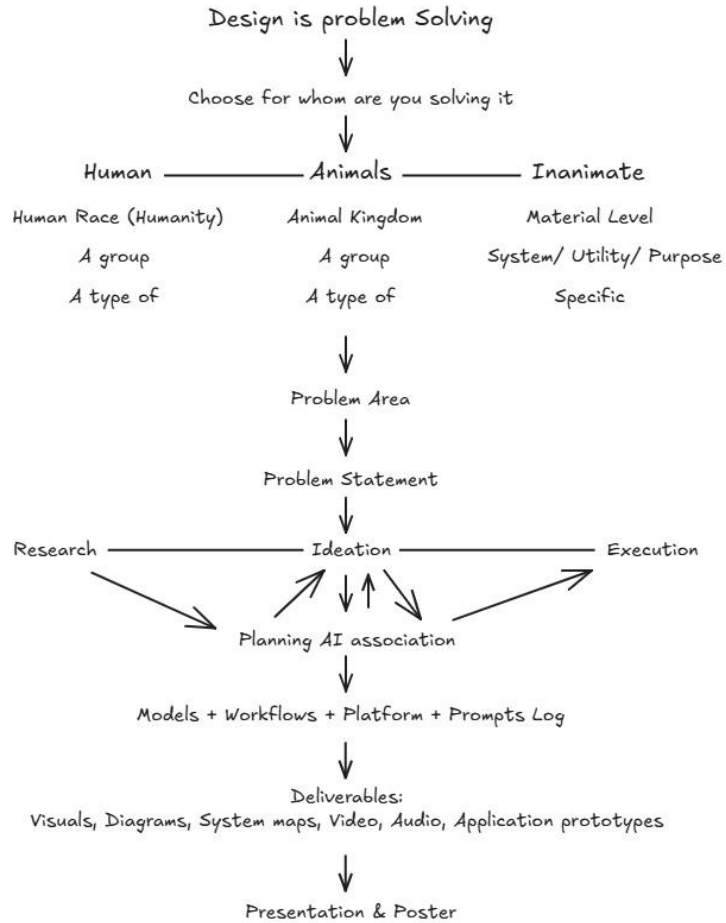 Design is problem Solving
Choose for whom are you solving it
Human Animals Inanimate
Human Race (Humanity) Animal Kingdom Material Level
A group A group System/ Utility/ Purpose
A type of A type of Specific
Problem Area
Problem Statement
Research Ideation Execution
Planning AI association
Models + Workflows + Platform + Prompts Log
Deliverables:
Visuals, Diagrams, System maps, Video, Audio, Application prototypes
Presentation & Poster